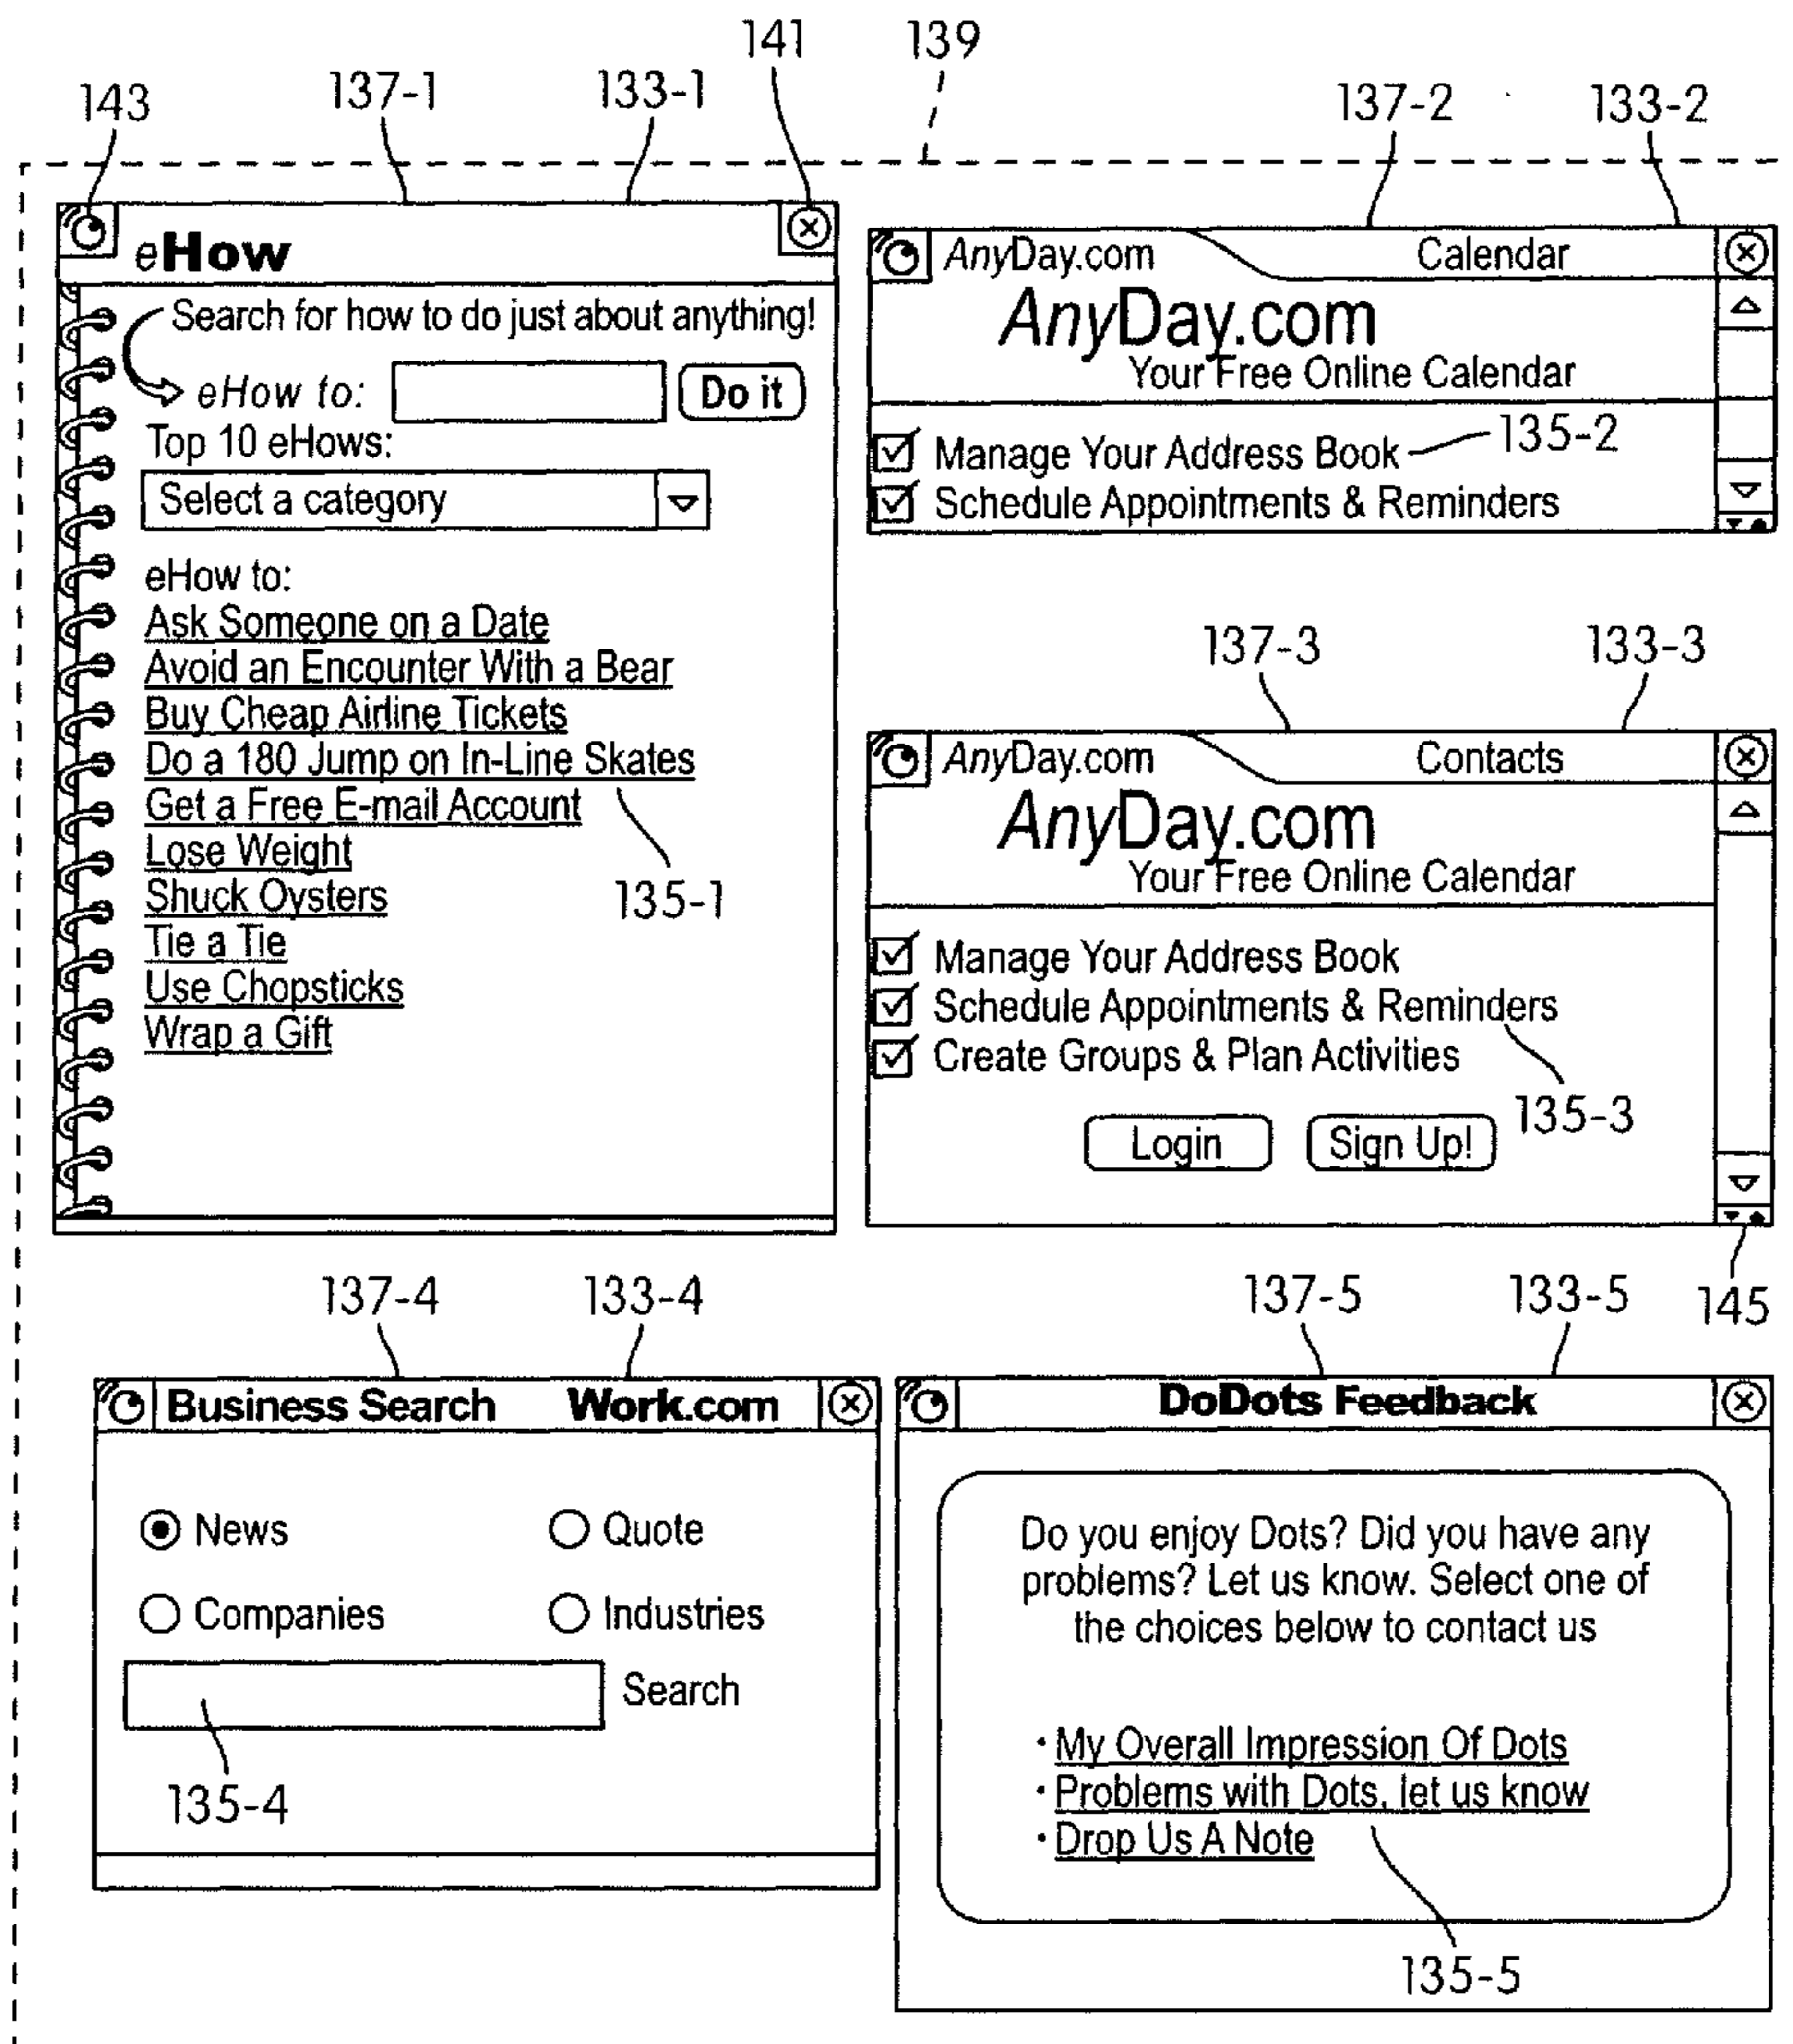 141 139
143 137-1 133-1 137-2 133-2
eHow
Search for how to do just about anything!
eHow to: Do it
Top 10 eHows:
Select a category
eHow to:
Ask Someone on a Date
Avoid an Encounter With a Bear
Buy Cheap Airline Tickets
Do a 180 Jump on In-Line Skates
Get a Free E-mail Account
Lose Weight
Shuck Oysters
135-1
Tie a Tie
Use Chopsticks
Wrap a Gift
AnyDay.com Calendar
AnyDay.com
Your Free Online Calendar
Manage Your Address Book 135-2
Schedule Appointments & Reminders
137-3 133-3
AnyDay.com Contacts
AnyDay.com
Your Free Online Calendar
Manage Your Address Book
Schedule Appointments & Reminders
Create Groups & Plan Activities
135-3
Login Sign Up!
145
137-4 133-4
Business Search Work.com
News Quote
Companies Industries
Search
135-4
137-5 133-5
DoDots Feedback
Do you enjoy Dots? Did you have any
problems? Let us know. Select one of
the choices below to contact us
· My Overall Impression Of Dots
· Problems with Dots, let us know
· Drop Us A Note
135-5